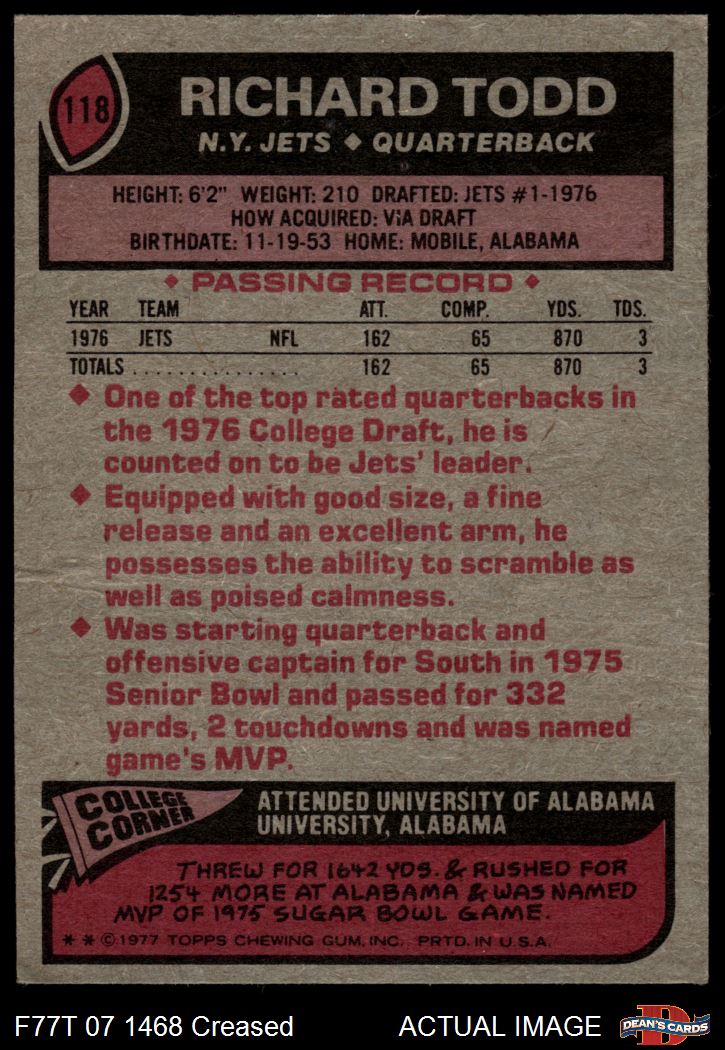 118
RICHARD TODD
N.Y. JETS ◆ QUARTERBACK
HEIGHT: 6'2" WEIGHT: 210 DRAFTED: JETS #1-1976
HOW ACQUIRED: VIA DRAFT
BIRTHDATE: 11-19-53 HOME: MOBILE, ALABAMA
◆ PASSING RECORD ◆
YEAR TEAM ATT. COMP. YDS. TDS.
1976 JETS NFL 162 65 870 3
TOTALS . . . . . . . . . . . . . . . 162 65 870 3
◆ One of the top rated quarterbacks in
the 1976 College Draft, he is
counted on to be Jets' leader.
◆ Equipped with good size, a fine
release and an excellent arm, he
possesses the ability to scramble as
well as poised calmness.
◆ Was starting quarterback and
offensive captain for South in 1975
Senior Bowl and passed for 332
yards, 2 touchdowns and was named
game's MVP.
COLLEGE
CORNER
ATTENDED UNIVERSITY OF ALABAMA
UNIVERSITY, ALABAMA
THREW FOR 1642 YDS. & RUSHED FOR
1254 MORE AT ALABAMA & WAS NAMED
MVP OF 1975 SUGAR BOWL GAME.
* * © 1977 TOPPS CHEWING GUM, INC. PRTD. IN U.S.A.
F77T 07 1468 Creased ACTUAL IMAGE
D
DEAN'S CARDS